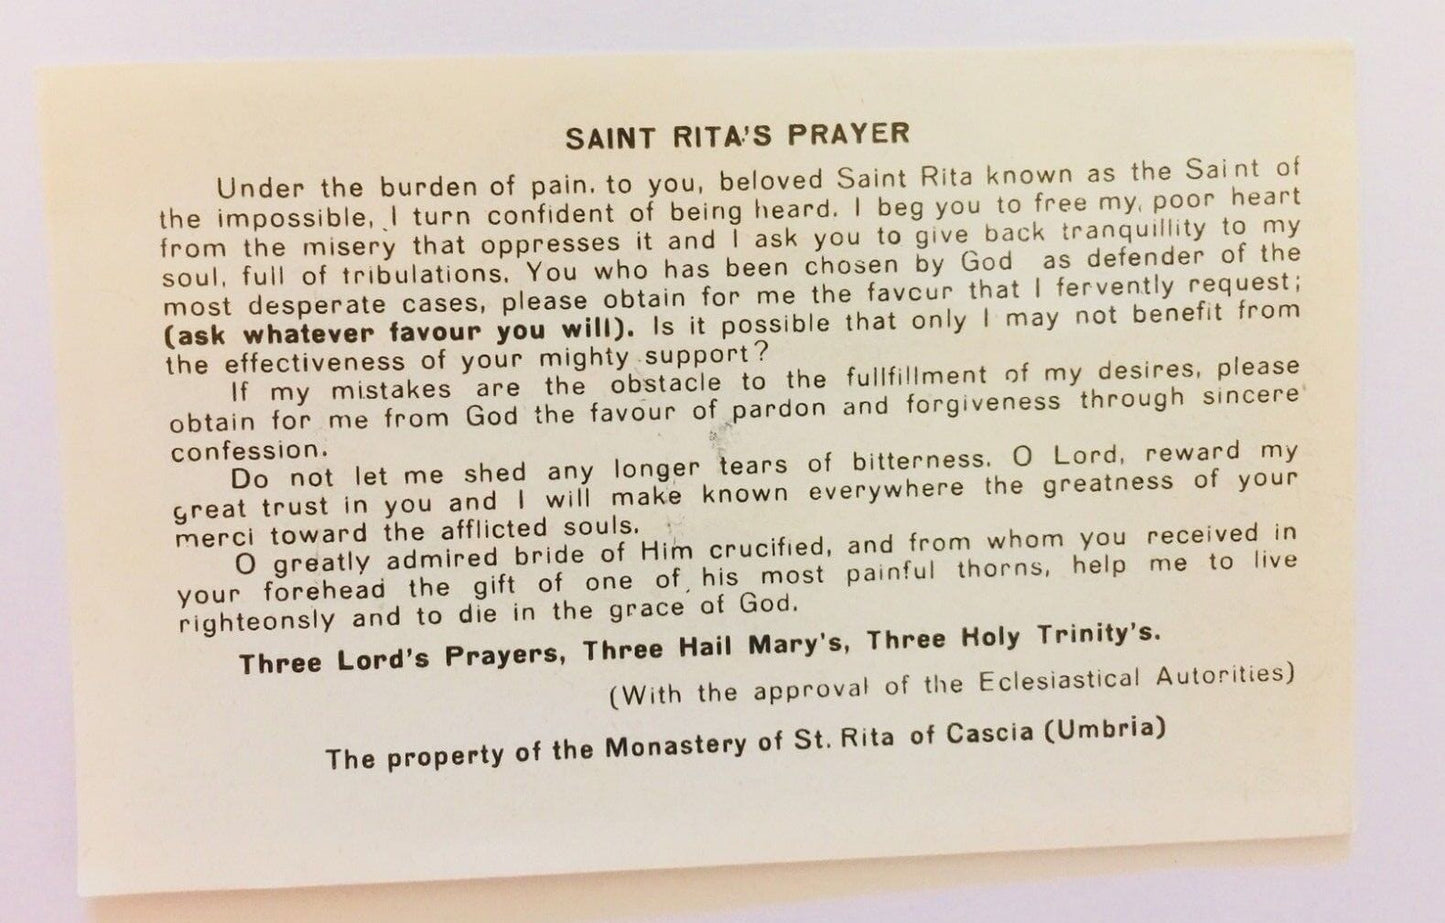 SAINT RITA'S PRAYER
Under the burden of pain. to you, beloved Saint Rita known as the Saint of
the impossible, I turn confident of being heard. I beg you to free my, poor heart
from the misery that oppresses it and I ask you to give back tranquillity to my
soul, full of tribulations. You who has been chosen by God as defender of the
most desperate cases, please obtain for me the favcur that I fervently request;
(ask whatever favour you will). Is it possible that only I may not benefit from
the effectiveness of your mighty support?
If my mistakes are the obstacle to the fullfillment of my desires, please
obtain for me from God the favour of pardon and forgiveness through sincere
confession.
Do not let me shed any longer tears of bitterness. O Lord, reward my
great trust in you and I will make known everywhere the greatness of your
merci toward the afflicted souls.
O greatly admired bride of Him crucified, and from whom you received in
your forehead the gift of one of his most painful thorns, help me to live
righteonsly and to die in the grace of God.
Three Lord's Prayers, Three Hail Mary's, Three Holy Trinity's.
(With the approval of the Eclesiastical Autorities)
The property of the Monastery of St. Rita of Cascia (Umbria)